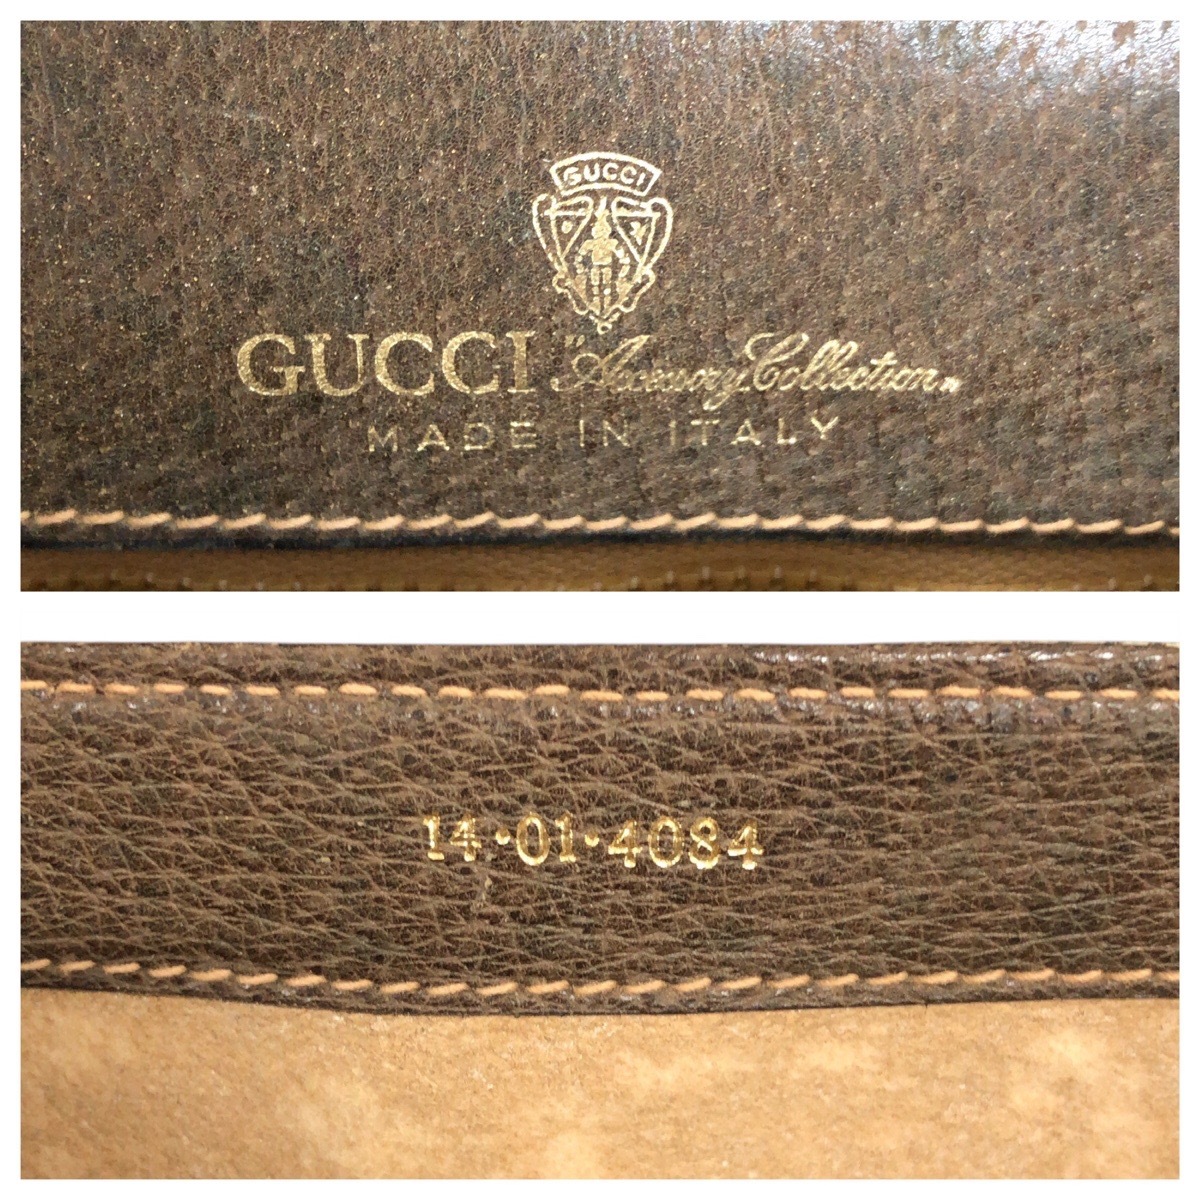 GUCCI
GUCCI "Accessory Collection"
MADE IN ITALY
14·01·4084